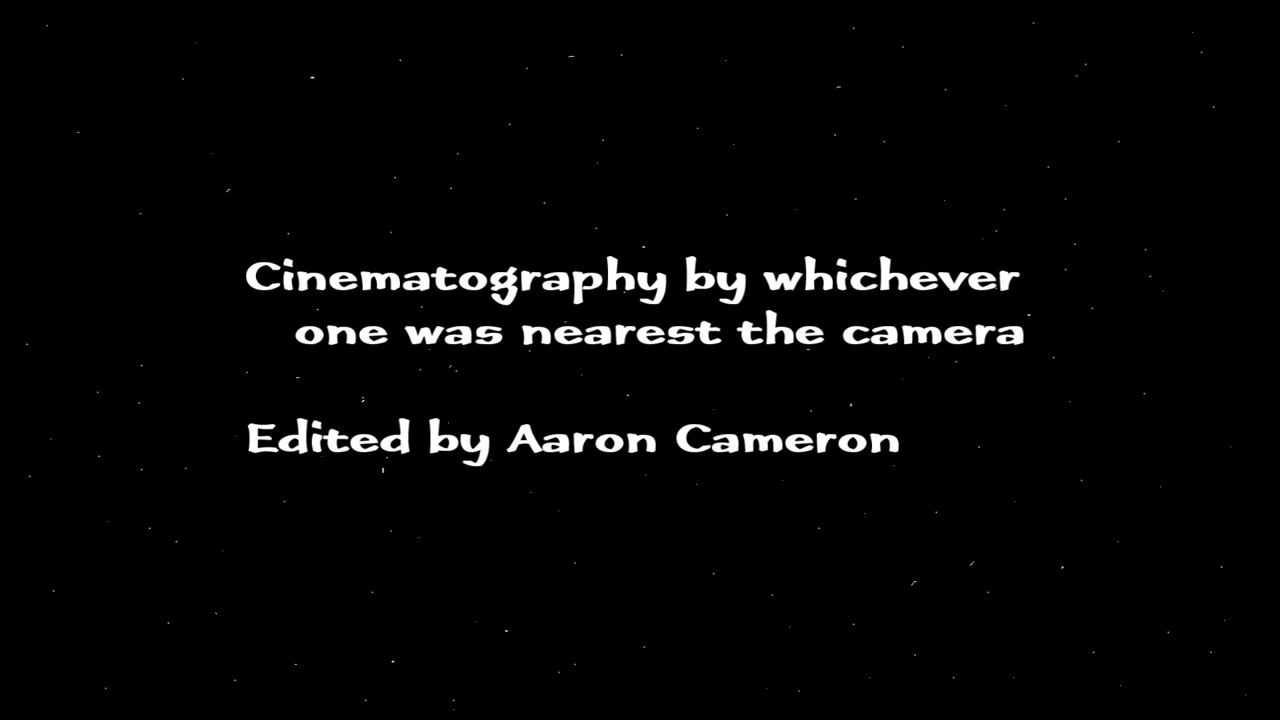 Cinematography by whichever
one was nearest the camera
Edited by Aaron Cameron